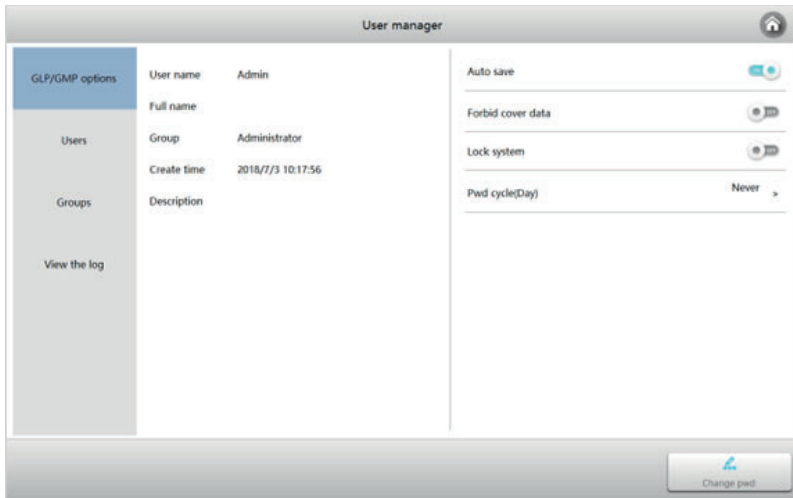 User manager
GLP/GMP options
Users
Groups
View the log
User name Admin
Full name
Group Administrator
Create time 2018/7/3 10:17:56
Description
Auto save
Forbid cover data
Lock system
Pwd cycle(Day) Never >
Change pwd